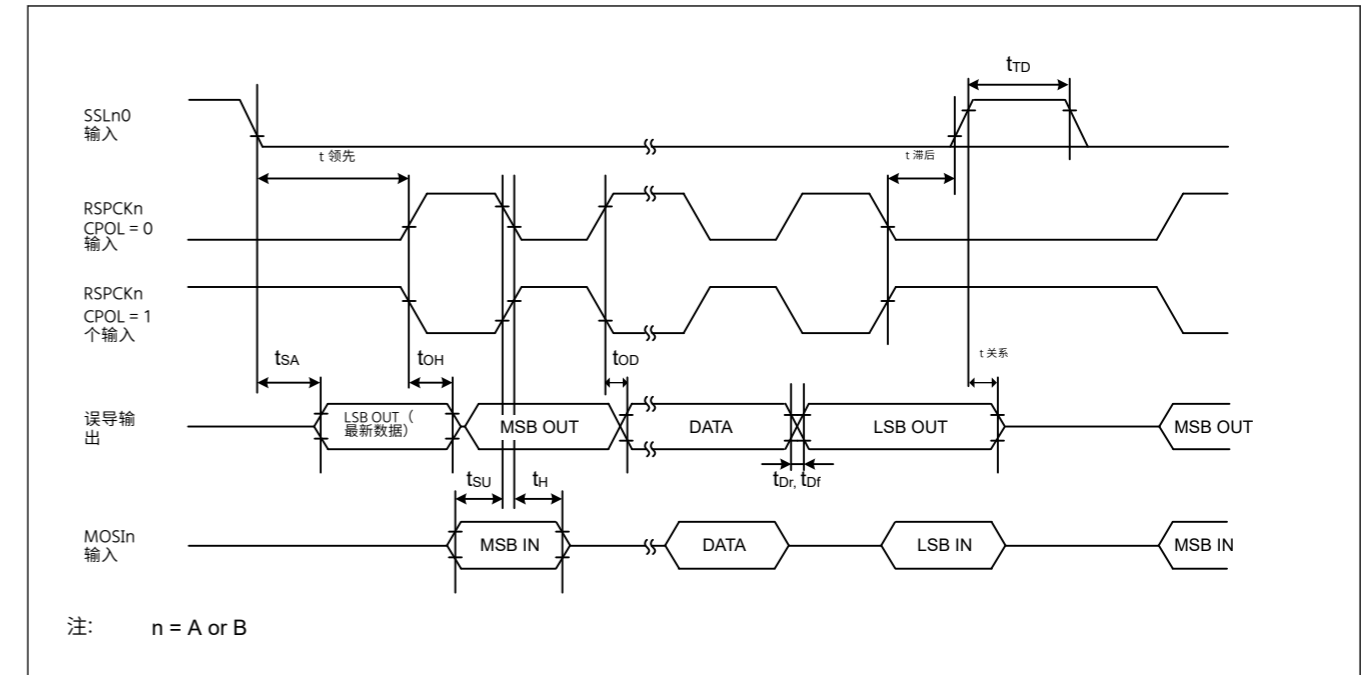 tTD
SSLn0
输入
t 领先
t 滞后
RSPCKn
CPOL = 0
输入
RSPCKn
CPOL = 1
个输入
tSA
tOH
tOD
t 关系
误导输
出
LSB OUT（
最新数据）
MSB OUT
DATA
LSB OUT
MSB OUT
tSU
tH
tDr, tDf
MOSIn
输入
MSB IN
DATA
LSB IN
MSB IN
注: n = A or B